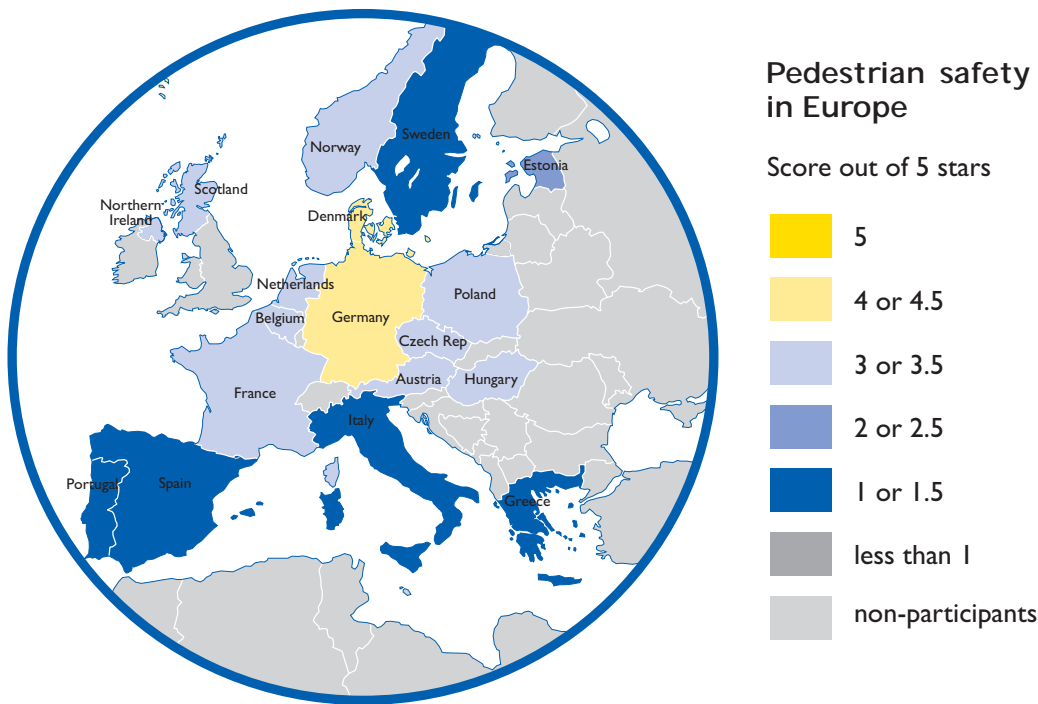 Pedestrian safety
in Europe
Score out of 5 stars
5
4 or 4.5
3 or 3.5
2 or 2.5
1 or 1.5
less than 1
non-participants
Sweden
Norway
Estonia
Scotland
Northern
Ireland
Denmark
Netherlands
Poland
Belgium
Germany
Czech Rep
Austria
Hungary
France
Italy
Portugal
Spain
Greece